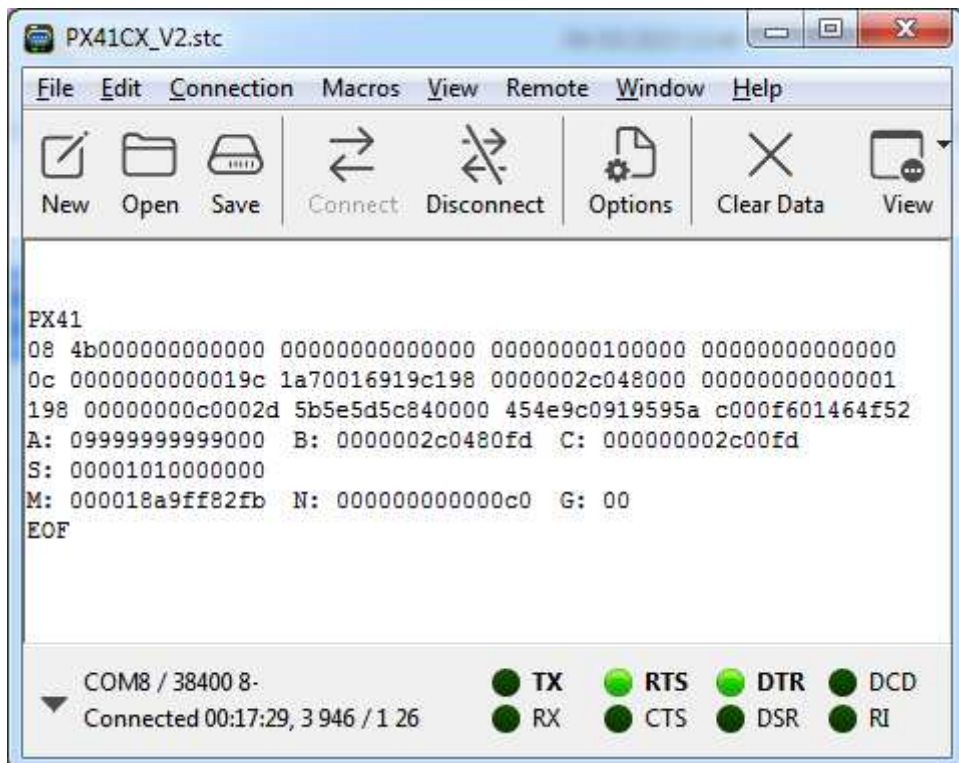 PX41CX_V2.stc
File Edit Connection Macros View Remote Window Help
New Open Save Connect Disconnect Options Clear Data View
PX41
08 4b000000000000 00000000000000 00000000100000 00000000000000
0c 0000000000019c 1a70016919c198 0000002c048000 00000000000001
198 00000000c0002d 5b5e5d5c840000 454e9c0919595a c000f601464f52
A: 09999999999000 B: 0000002c0480fd C: 000000002c00fd
S: 00001010000000
M: 000018a9ff82fb N: 000000000000c0 G: 00
EOF
COM8 / 38400 8- TX RTS DTR DCD
Connected 00:17:29, 3 946 / 1 26 RX CTS DSR RI